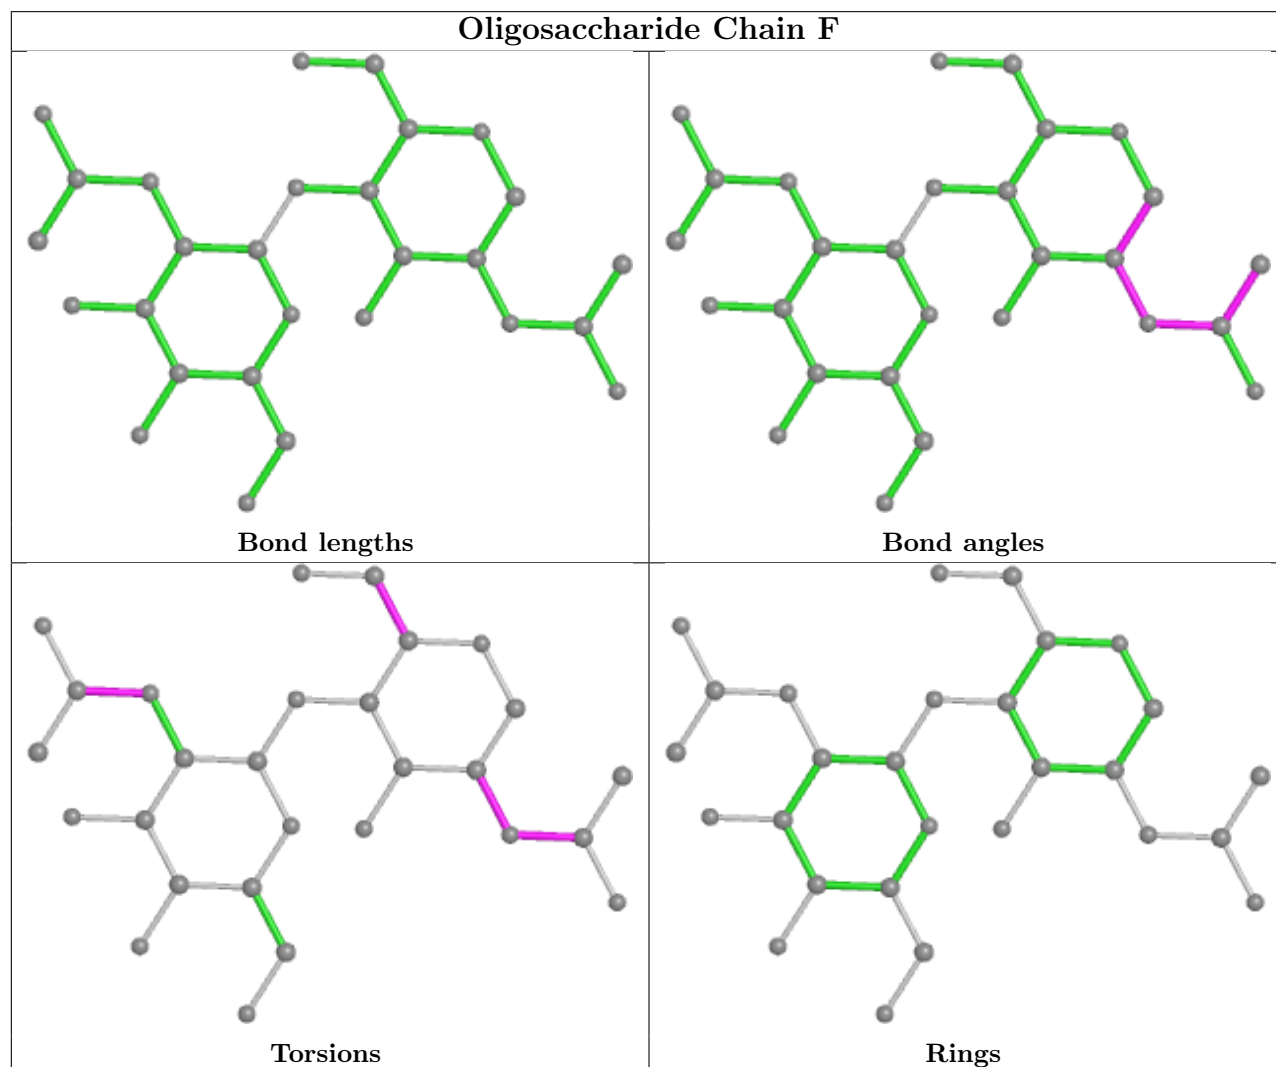 Oligosaccharide Chain F
Bond lengths
Bond angles
Torsions
Rings